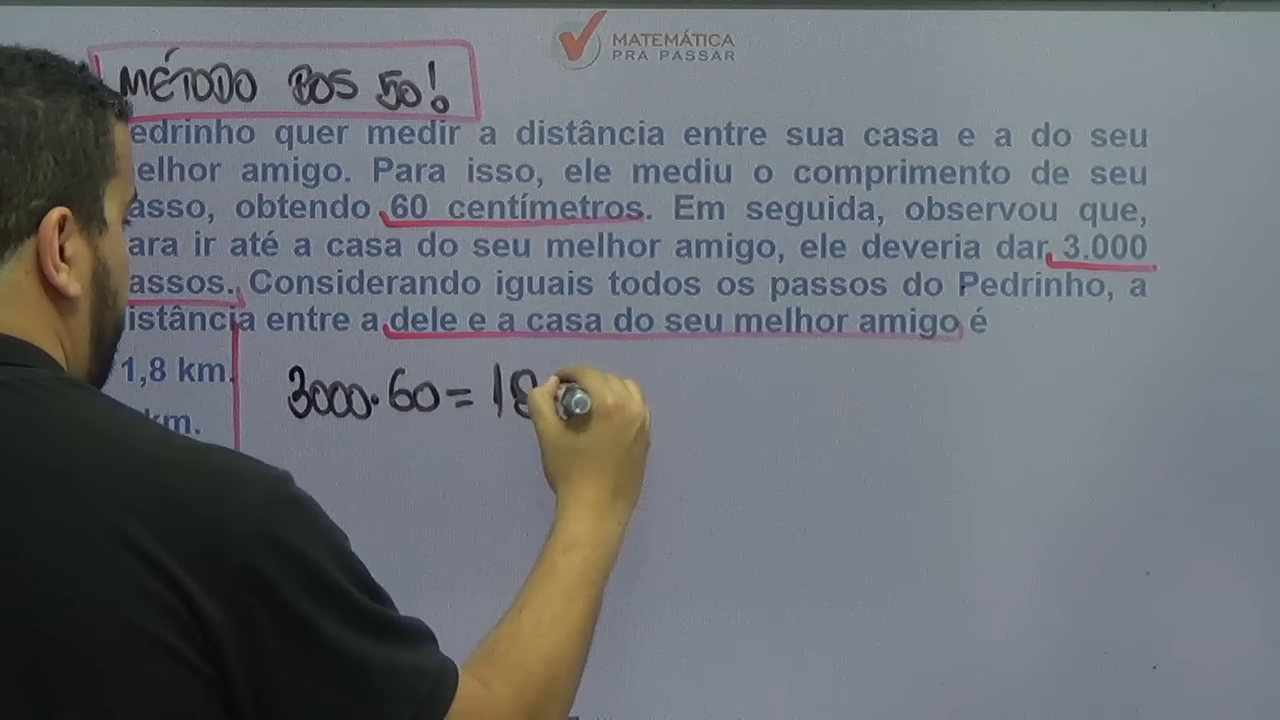 MATEMÁTICA
PRA PASSAR
MÉTODO DOS 50!
edrinho quer medir a distância entre sua casa e a do seu
elhor amigo. Para isso, ele mediu o comprimento de seu
asso, obtendo 60 centímetros. Em seguida, observou que,
ara ir até a casa do seu melhor amigo, ele deveria dar 3.000
assos. Considerando iguais todos os passos do Pedrinho, a
istância entre a dele e a casa do seu melhor amigo é
1,8 km.
km.
3000·60=18